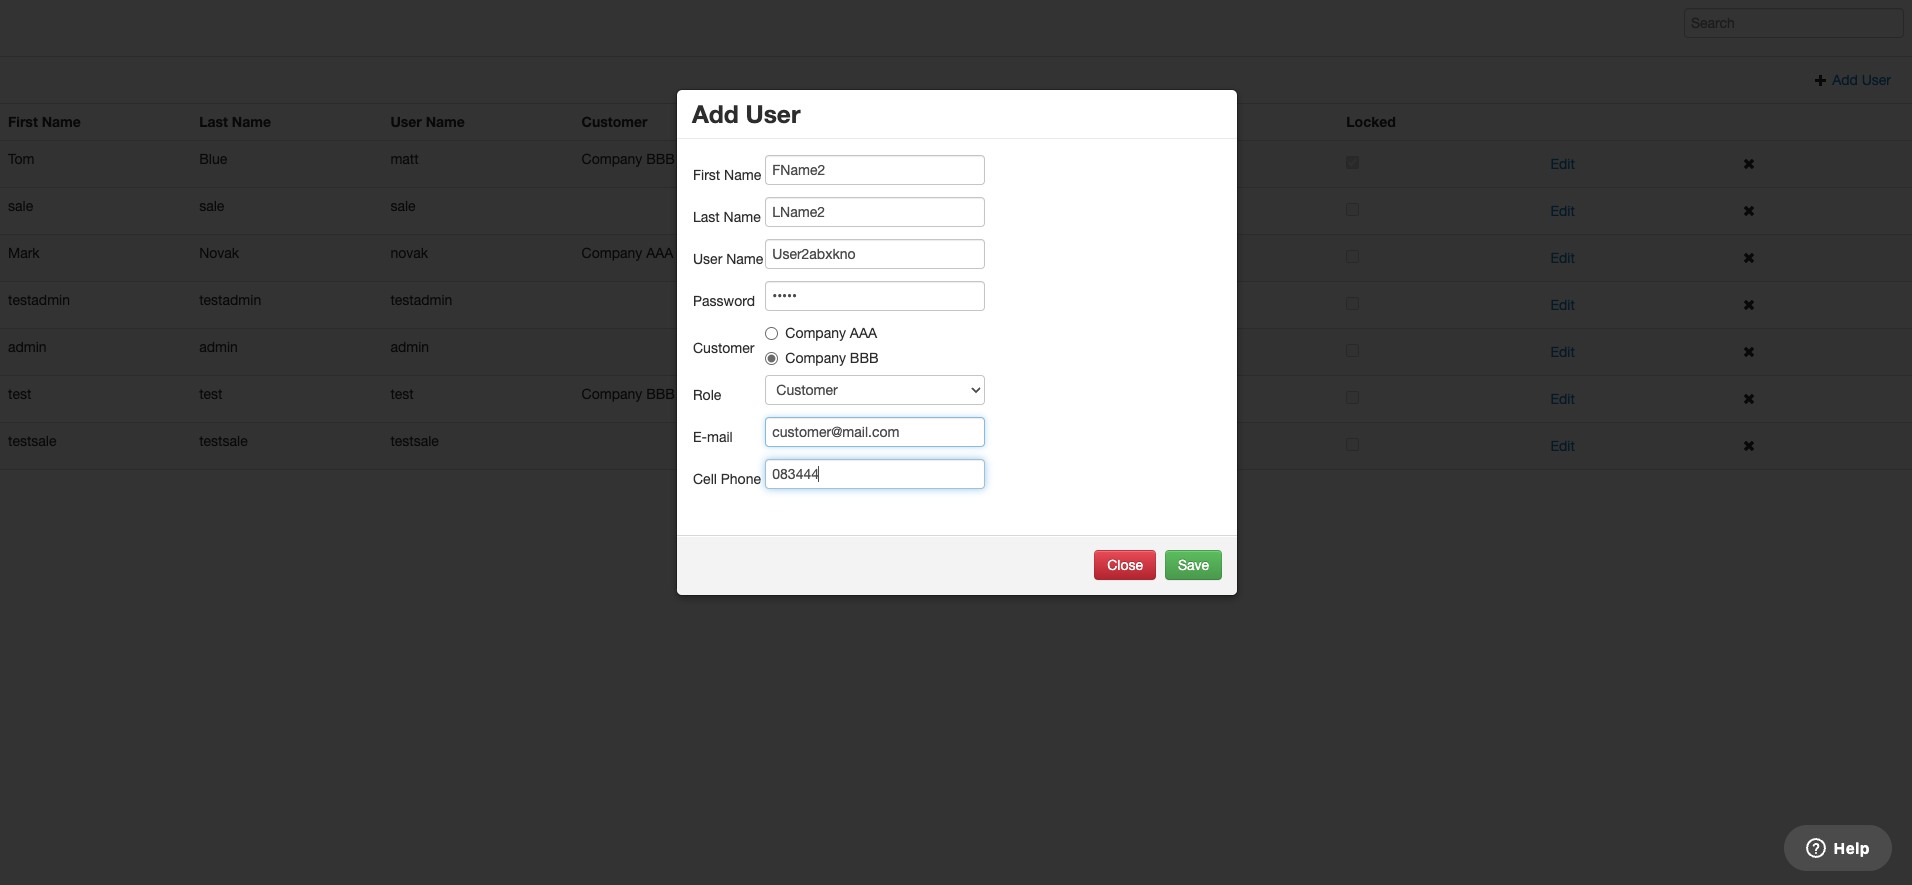 Search
Add User
First Name Last Name User Name Customer Locked
Tom Blue matt Company BBB Edit
sale sale sale Edit
Mark Novak novak Company AAA Edit
testadmin testadmin testadmin Edit
admin admin admin Edit
test test test Company BBB Edit
testsale testsale testsale Edit
Add User
First Name FName2
Last Name LName2
User Name User2abxkno
Password •••••
Customer
Company AAA
Company BBB
Role Customer
E-mail customer@mail.com
Cell Phone 083444
Close Save
Help